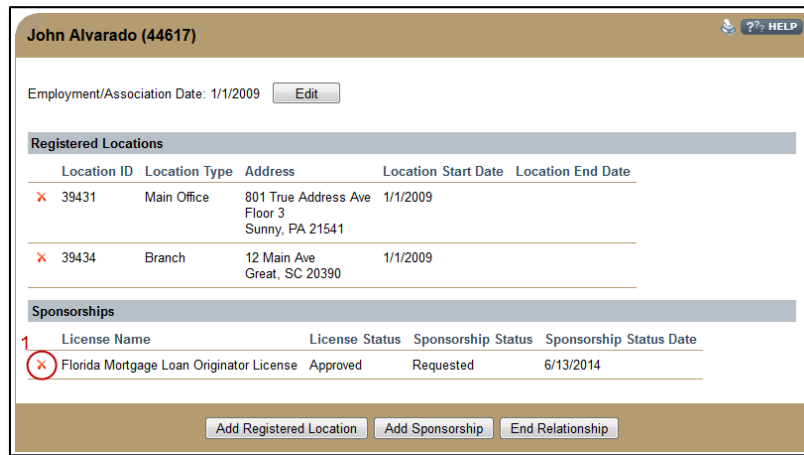 John Alvarado (44617)
??? HELP
Employment/Association Date: 1/1/2009 Edit
Registered Locations
Location ID Location Type Address Location Start Date Location End Date
39431 Main Office 801 True Address Ave 1/1/2009
Floor 3
Sunny, PA 21541
39434 Branch 12 Main Ave 1/1/2009
Great, SC 20390
Sponsorships
License Name License Status Sponsorship Status Sponsorship Status Date
1
Florida Mortgage Loan Originator License Approved Requested 6/13/2014
Add Registered Location Add Sponsorship End Relationship